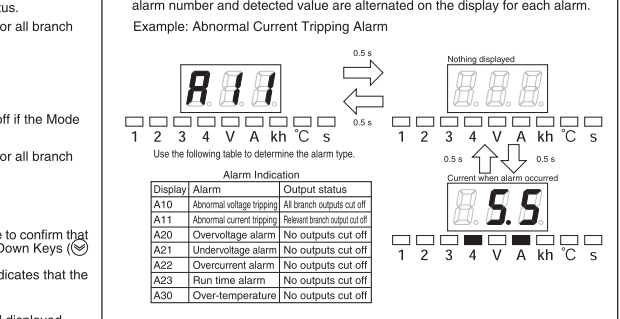 tus.
or all branch
off if the Mode
or all branch
e to confirm that
Down Keys (
dicates that the
alarm number and detected value are alternated on the display for each alarm.
Example: Abnormal Current Tripping Alarm
0.5 s
0.5 s
A11
1 2 3 4 V A kh °C s
Nothing displayed
1 2 3 4 V A kh °C s
0.5 s 0.5 s
Current when alarm occurred
5.5
1 2 3 4 V A kh °C s
Use the following table to determine the alarm type.
Alarm Indication
Display Alarm Output status
A10 Abnormal voltage tripping All branch outputs cut off
A11 Abnormal current tripping Relevant branch output cut off
A20 Overvoltage alarm No outputs cut off
A21 Undervoltage alarm No outputs cut off
A22 Overcurrent alarm No outputs cut off
A23 Run time alarm No outputs cut off
A30 Over-temperature No outputs cut off